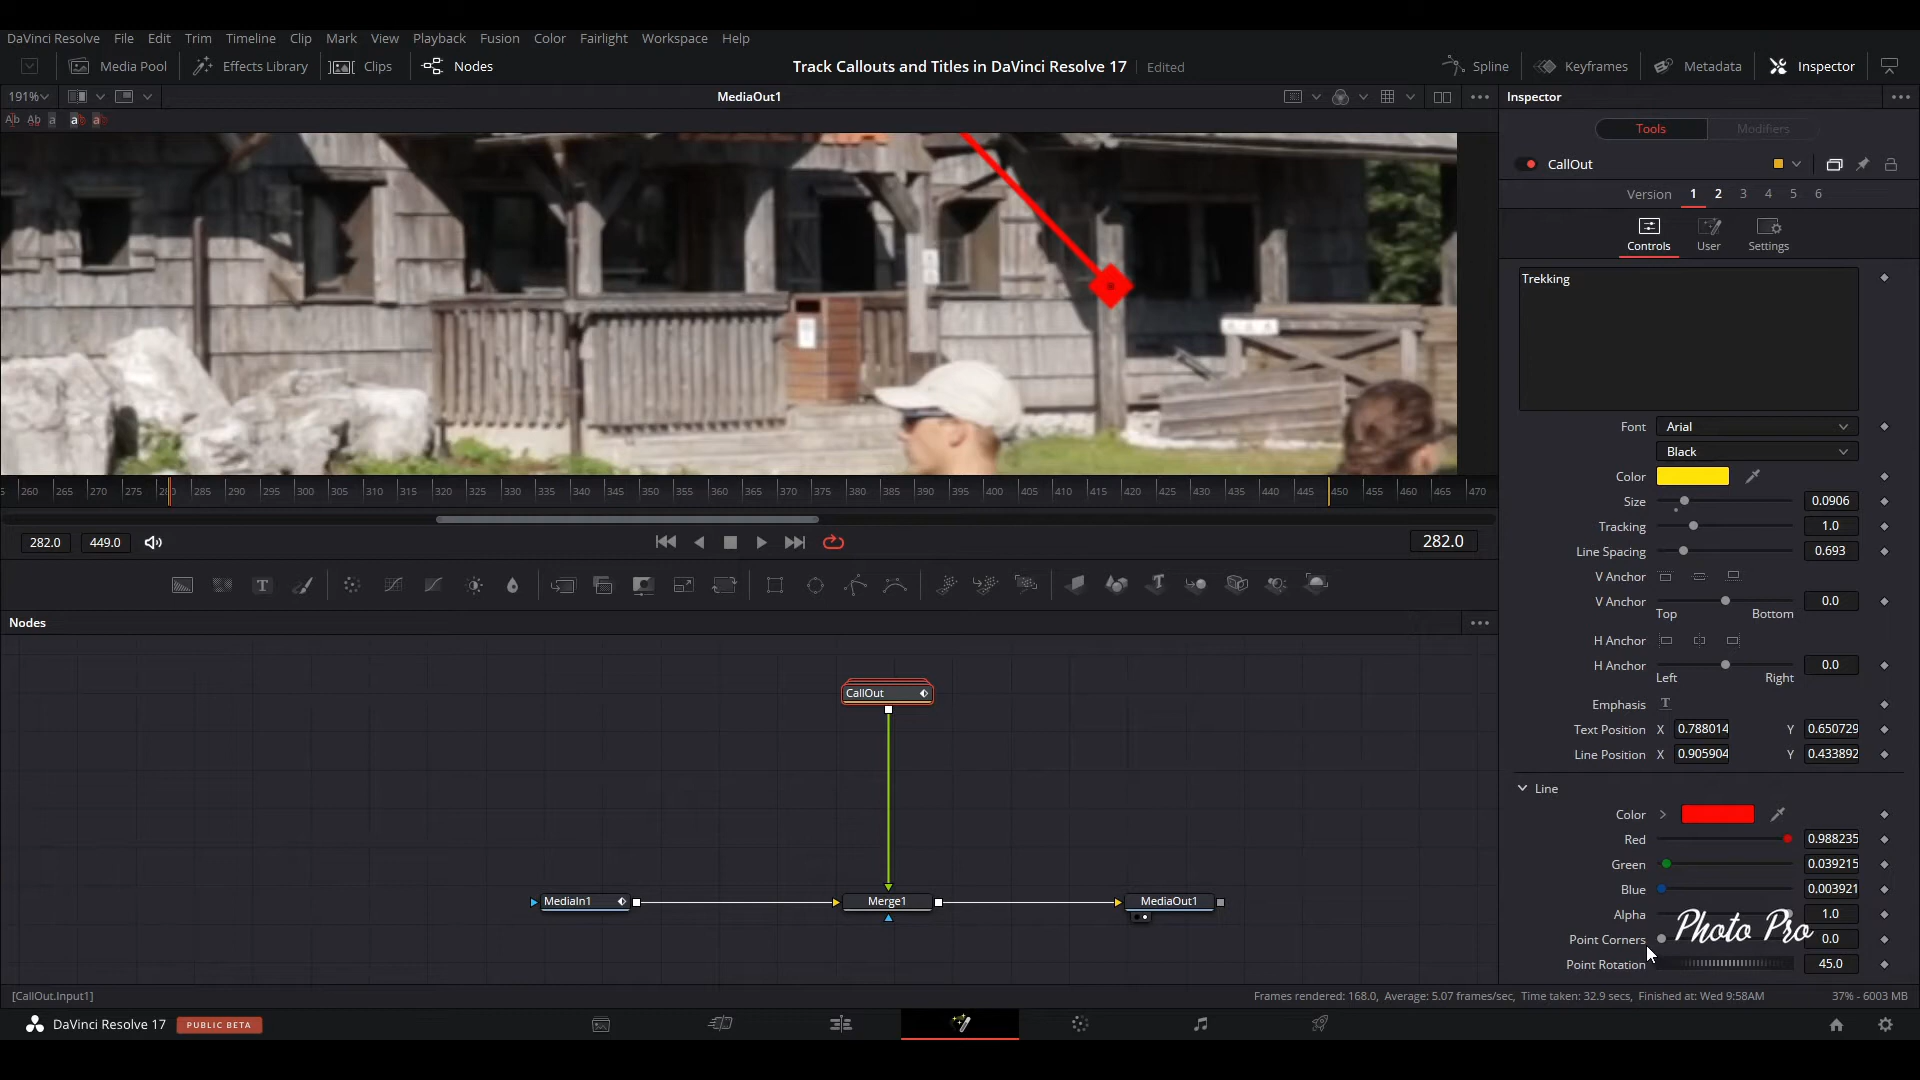 DaVinci Resolve File Edit Trim Timeline Clip Mark View Playback Fusion Color Fairlight Workspace Help
Media Pool Effects Library Clips Nodes Track Callouts and Titles in DaVinci Resolve 17 Edited Spline Keyframes Metadata Inspector
191% MediaOut1 Inspector
Tools Modifiers
CallOut
Version 1 2 3 4 5 6
Controls User Settings
Trekking
Font Arial
Black
Color
Size 0.0906
Tracking 1.0
Line Spacing 0.693
V Anchor
V Anchor 0.0
Top Bottom
H Anchor
H Anchor 0.0
Left Right
Emphasis
Text Position X 0.788014 Y 0.650729
Line Position X 0.905904 Y 0.433892
Line
Color
Red 0.988235
Green 0.039215
Blue 0.003921
Alpha 1.0
Point Corners 0.0
Point Rotation 45.0
Photo Pro
260 265 270 275 285 290 295 300 305 310 315 320 325 330 335 340 345 350 355 360 365 370 375 380 385 390 395 400 405 410 415 420 425 430 435 440 445 450 455 460 465 470
282.0 449.0 282.0
Nodes
CallOut
MediaIn1 Merge1 MediaOut1
[CallOut.Input1] Frames rendered: 168.0, Average: 5.07 frames/sec, Time taken: 32.9 secs, Finished at: Wed 9:58AM 37% - 6003 MB
DaVinci Resolve 17 PUBLIC BETA